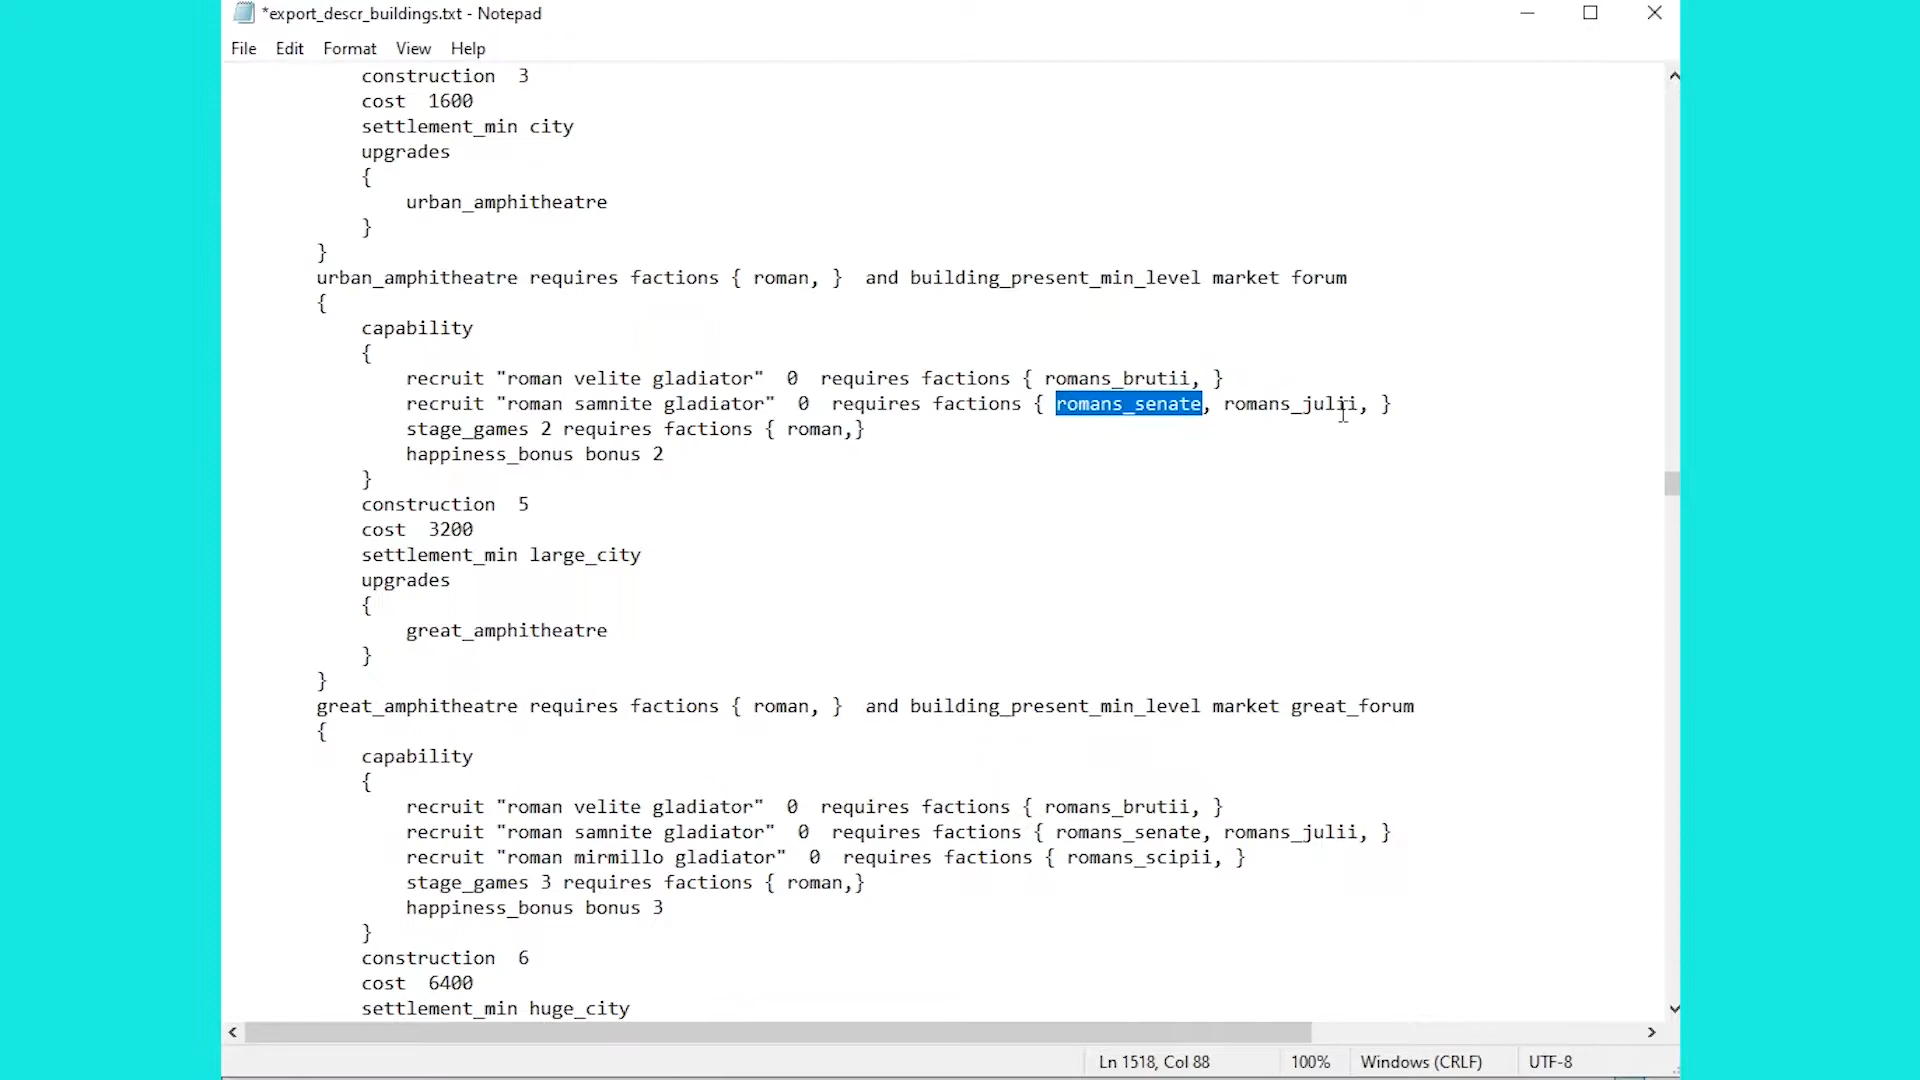 *export_descr_buildings.txt - Notepad
File Edit Format View Help
construction 3
cost 1600
settlement_min city
upgrades
{
urban_amphitheatre
}
}
urban_amphitheatre requires factions { roman, } and building_present_min_level market forum
{
capability
{
recruit "roman velite gladiator" 0 requires factions { romans_brutii, }
recruit "roman samnite gladiator" 0 requires factions { romans_senate, romans_julii, }
stage_games 2 requires factions { roman,}
happiness_bonus bonus 2
}
construction 5
cost 3200
settlement_min large_city
upgrades
{
great_amphitheatre
}
}
great_amphitheatre requires factions { roman, } and building_present_min_level market great_forum
{
capability
{
recruit "roman velite gladiator" 0 requires factions { romans_brutii, }
recruit "roman samnite gladiator" 0 requires factions { romans_senate, romans_julii, }
recruit "roman mirmillo gladiator" 0 requires factions { romans_scipii, }
stage_games 3 requires factions { roman,}
happiness_bonus bonus 3
}
construction 6
cost 6400
settlement_min huge_city
Ln 1518, Col 88 100% Windows (CRLF) UTF-8